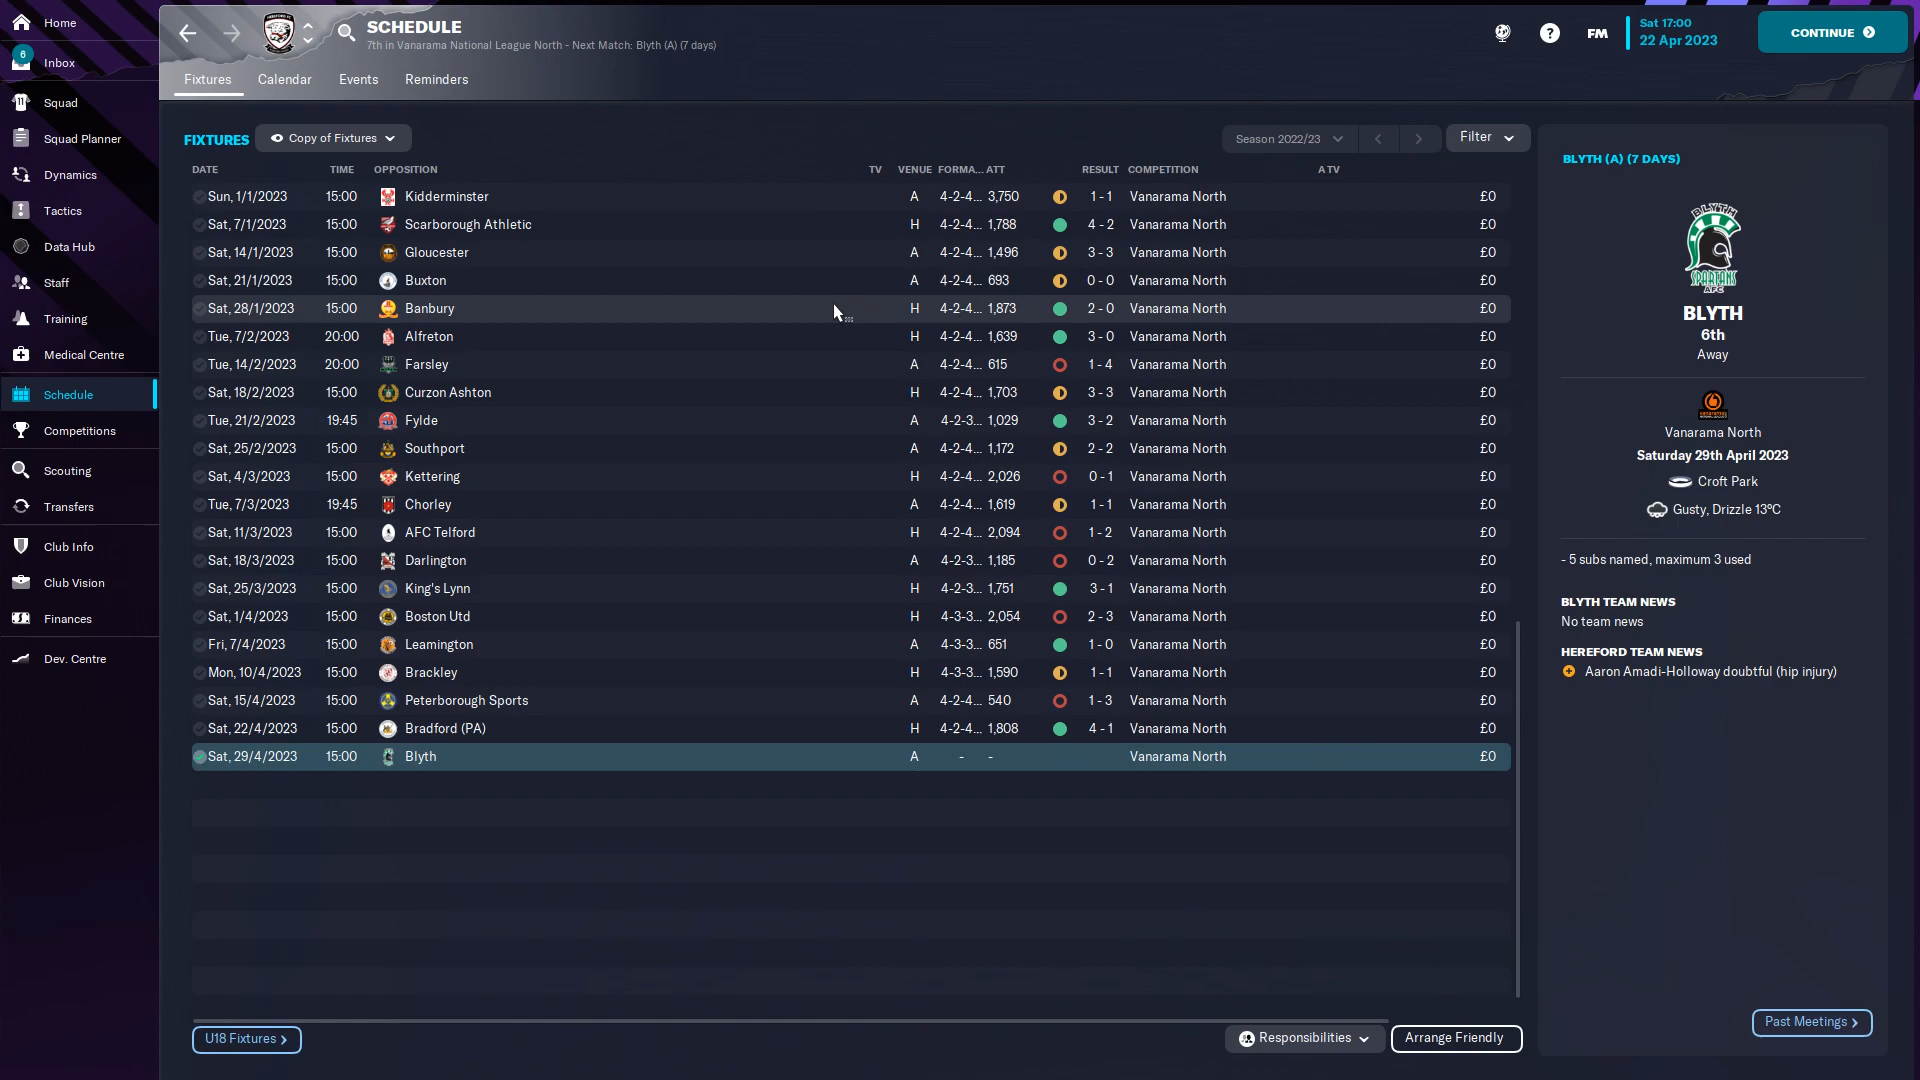 Home
6
Inbox
Squad
Squad Planner
Dynamics
Tactics
Data Hub
Staff
Training
Medical Centre
Schedule
Competitions
Scouting
Transfers
Club Info
Club Vision
Finances
Dev. Centre
SCHEDULE
7th in Vanarama National League North - Next Match: Blyth (A) (7 days)
FM
Sat 17:00
22 Apr 2023
CONTINUE
Fixtures Calendar Events Reminders
FIXTURES Copy of Fixtures Season 2022/23 Filter
DATE TIME OPPOSITION TV VENUE FORMA... ATT RESULT COMPETITION A TV
Sun, 1/1/2023 15:00 Kidderminster A 4-2-4... 3,750 1 - 1 Vanarama North £0
Sat, 7/1/2023 15:00 Scarborough Athletic H 4-2-4... 1,788 4 - 2 Vanarama North £0
Sat, 14/1/2023 15:00 Gloucester A 4-2-4... 1,496 3 - 3 Vanarama North £0
Sat, 21/1/2023 15:00 Buxton A 4-2-4... 693 0 - 0 Vanarama North £0
Sat, 28/1/2023 15:00 Banbury H 4-2-4... 1,873 2 - 0 Vanarama North £0
Tue, 7/2/2023 20:00 Alfreton H 4-2-4... 1,639 3 - 0 Vanarama North £0
Tue, 14/2/2023 20:00 Farsley A 4-2-4... 615 1 - 4 Vanarama North £0
Sat, 18/2/2023 15:00 Curzon Ashton H 4-2-4... 1,703 3 - 3 Vanarama North £0
Tue, 21/2/2023 19:45 Fylde A 4-2-3... 1,029 3 - 2 Vanarama North £0
Sat, 25/2/2023 15:00 Southport A 4-2-4... 1,172 2 - 2 Vanarama North £0
Sat, 4/3/2023 15:00 Kettering H 4-2-4... 2,026 0 - 1 Vanarama North £0
Tue, 7/3/2023 19:45 Chorley A 4-2-4... 1,619 1 - 1 Vanarama North £0
Sat, 11/3/2023 15:00 AFC Telford H 4-2-4... 2,094 1 - 2 Vanarama North £0
Sat, 18/3/2023 15:00 Darlington A 4-2-3... 1,185 0 - 2 Vanarama North £0
Sat, 25/3/2023 15:00 King's Lynn H 4-2-3... 1,751 3 - 1 Vanarama North £0
Sat, 1/4/2023 15:00 Boston Utd H 4-3-3... 2,054 2 - 3 Vanarama North £0
Fri, 7/4/2023 15:00 Leamington A 4-3-3... 651 1 - 0 Vanarama North £0
Mon, 10/4/2023 15:00 Brackley H 4-3-3... 1,590 1 - 1 Vanarama North £0
Sat, 15/4/2023 15:00 Peterborough Sports A 4-2-4... 540 1 - 3 Vanarama North £0
Sat, 22/4/2023 15:00 Bradford (PA) H 4-2-4... 1,808 4 - 1 Vanarama North £0
Sat, 29/4/2023 15:00 Blyth A - - Vanarama North £0
U18 Fixtures Responsibilities Arrange Friendly
BLYTH (A) (7 DAYS)
BLYTH
SPARTANS
AFC
BLYTH
6th
Away
Vanarama North
Saturday 29th April 2023
Croft Park
Gusty, Drizzle 13ºC
- 5 subs named, maximum 3 used
BLYTH TEAM NEWS
No team news
HEREFORD TEAM NEWS
Aaron Amadi-Holloway doubtful (hip injury)
Past Meetings